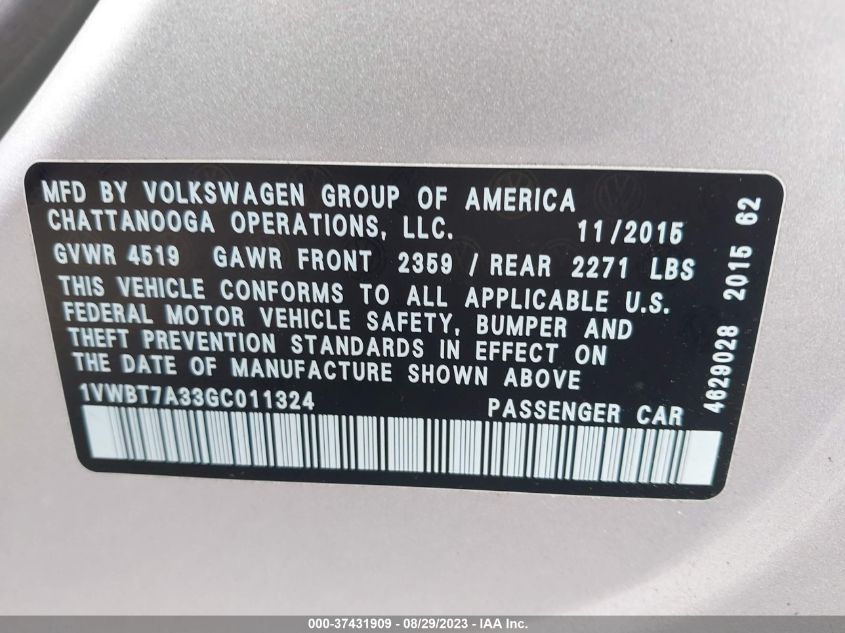 MFD BY VOLKSWAGEN GROUP OF AMERICA
CHATTANOOGA OPERATIONS, LLC. 11/2015
GVWR 4519 GAWR FRONT 2359 / REAR 2271 LBS
THIS VEHICLE CONFORMS TO ALL APPLICABLE U.S.
FEDERAL MOTOR VEHICLE SAFETY, BUMPER AND
THEFT PREVENTION STANDARDS IN EFFECT ON
THE DATE OF MANUFACTURE SHOWN ABOVE
1VWBT7A33GC011324 PASSENGER CAR
4629028 2015 62
000-37431909 - 08/29/2023 - IAA Inc.